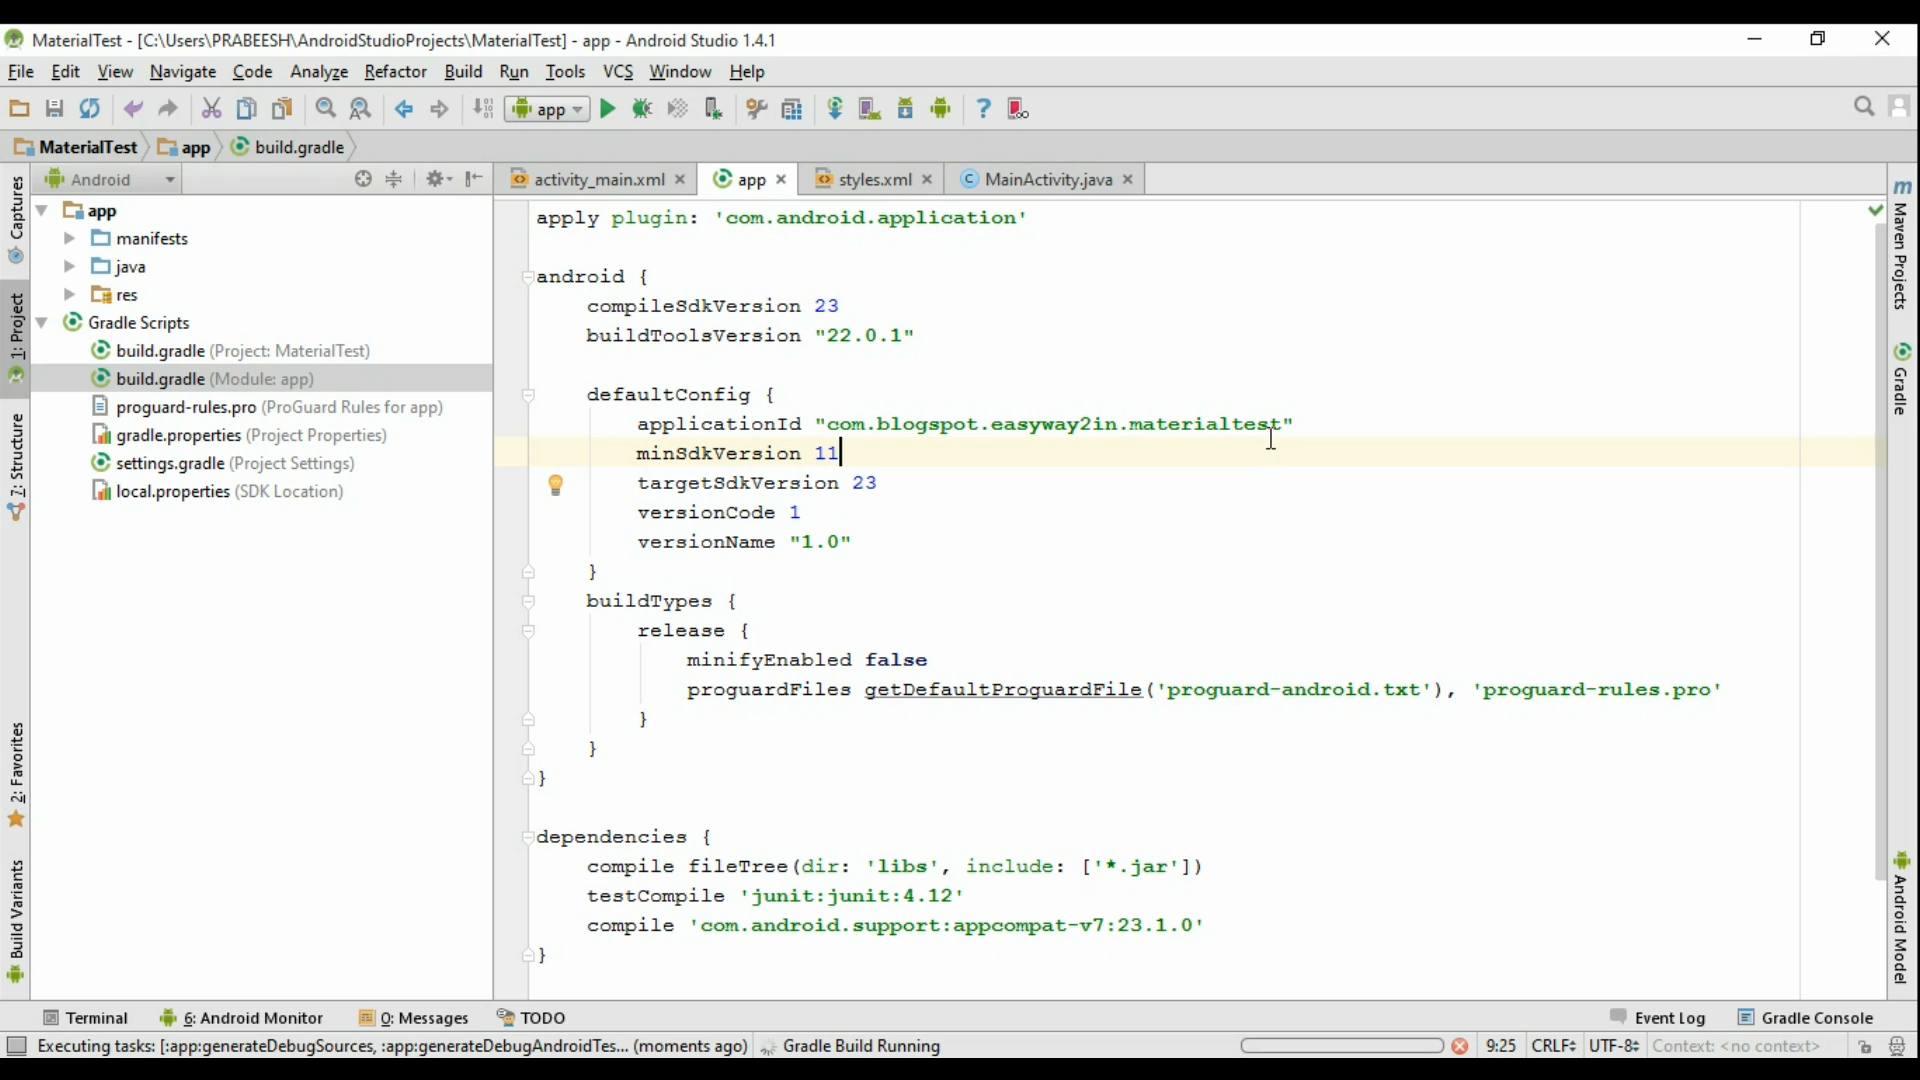 MaterialTest - [C:\Users\PRABEESH\AndroidStudioProjects\MaterialTest] - app - Android Studio 1.4.1
File Edit View Navigate Code Analyze Refactor Build Run Tools VCS Window Help
app
MaterialTest app build.gradle
Android
activity_main.xml app styles.xml MainActivity.java
Captures
1: Project
7: Structure
2: Favorites
Build Variants
app
manifests
java
res
Gradle Scripts
build.gradle (Project: MaterialTest)
build.gradle (Module: app)
proguard-rules.pro (ProGuard Rules for app)
gradle.properties (Project Properties)
settings.gradle (Project Settings)
local.properties (SDK Location)
apply plugin: 'com.android.application'
android {
compileSdkVersion 23
buildToolsVersion "22.0.1"
defaultConfig {
applicationId "com.blogspot.easyway2in.materialtest"
minSdkVersion 11
targetSdkVersion 23
versionCode 1
versionName "1.0"
}
buildTypes {
release {
minifyEnabled false
proguardFiles getDefaultProguardFile('proguard-android.txt'), 'proguard-rules.pro'
}
}
}
dependencies {
compile fileTree(dir: 'libs', include: ['*.jar'])
testCompile 'junit:junit:4.12'
compile 'com.android.support:appcompat-v7:23.1.0'
}
Maven Projects
Gradle
Android Model
Terminal 6: Android Monitor 0: Messages TODO Event Log Gradle Console
Executing tasks: [:app:generateDebugSources, :app:generateDebugAndroidTes... (moments ago) Gradle Build Running 9:25 CRLF UTF-8 Context: <no context>